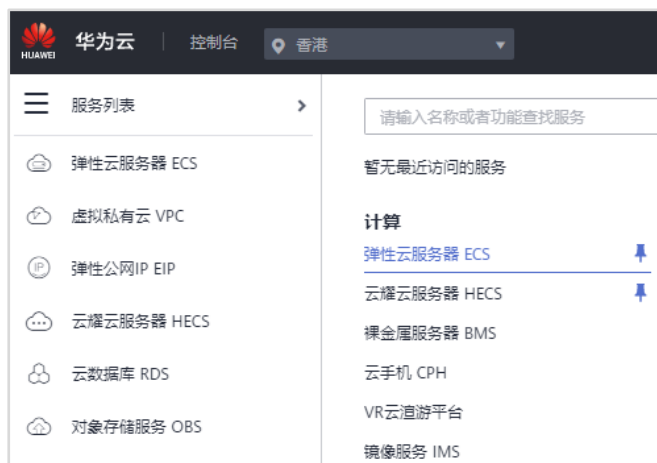 HUAWEI
华为云 控制台 香港
服务列表
弹性云服务器 ECS
虚拟私有云 VPC
IP 弹性公网IP EIP
云耀云服务器 HECS
云数据库 RDS
对象存储服务 OBS
请输入名称或者功能查找服务
暂无最近访问的服务
计算
弹性云服务器 ECS
云耀云服务器 HECS
裸金属服务器 BMS
云手机 CPH
VR云渲游平台
镜像服务 IMS